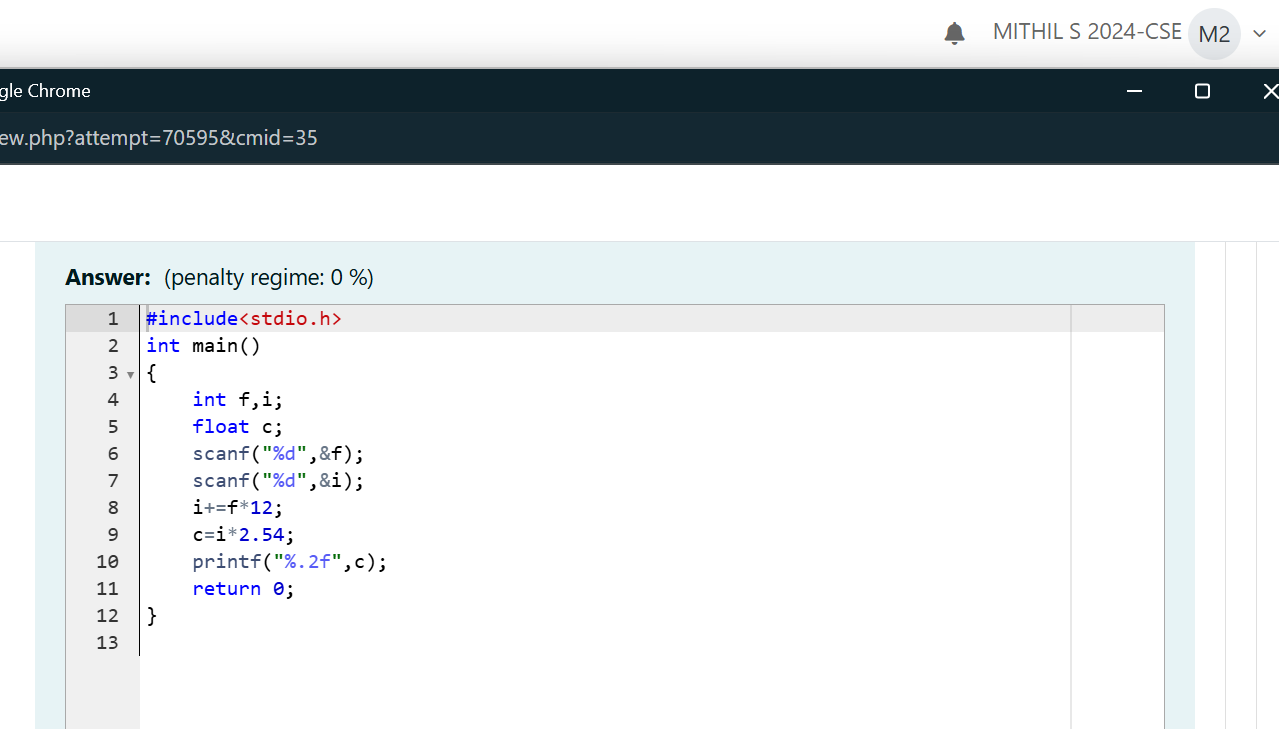 MITHIL S 2024-CSE M2
gle Chrome
ew.php?attempt=70595&cmid=35
Answer: (penalty regime: 0 %)
1 #include<stdio.h>
2 int main()
3 {
4 int f,i;
5 float c;
6 scanf("%d",&f);
7 scanf("%d",&i);
8 i+=f*12;
9 c=i*2.54;
10 printf("%.2f",c);
11 return 0;
12 }
13